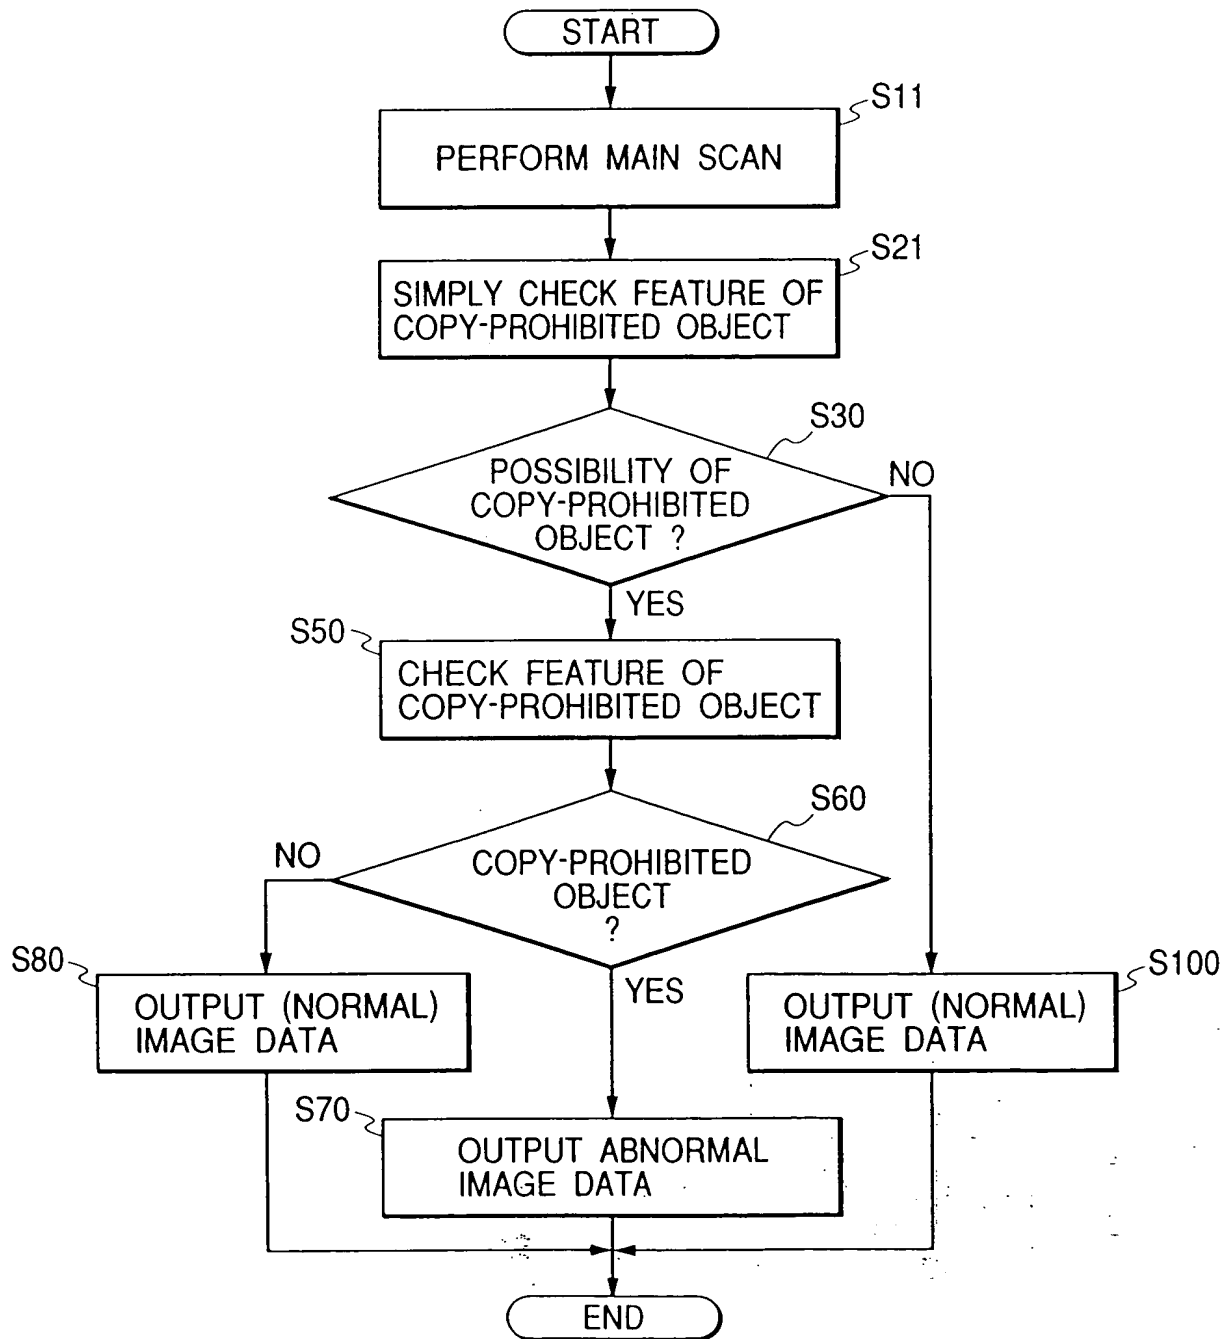 START
S11
PERFORM MAIN SCAN
S21
SIMPLY CHECK FEATURE OF
COPY-PROHIBITED OBJECT
S30
POSSIBILITY OF
COPY-PROHIBITED
OBJECT ?
NO
YES
S50
CHECK FEATURE OF
COPY-PROHIBITED OBJECT
S60
COPY-PROHIBITED
OBJECT
?
NO
YES
S80
OUTPUT (NORMAL)
IMAGE DATA
S100
OUTPUT (NORMAL)
IMAGE DATA
S70
OUTPUT ABNORMAL
IMAGE DATA
END